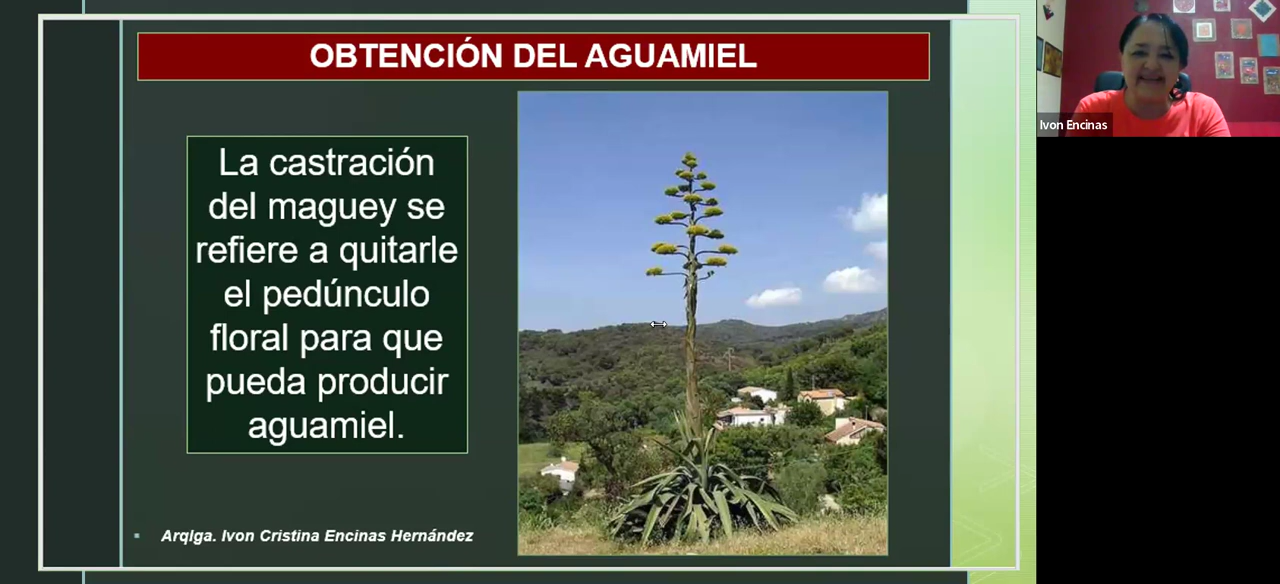 OBTENCIÓN DEL AGUAMIEL
La castración
del maguey se
refiere a quitarle
el pedúnculo
floral para que
pueda producir
aguamiel.
Arqlga. Ivon Cristina Encinas Hernández
Ivon Encinas